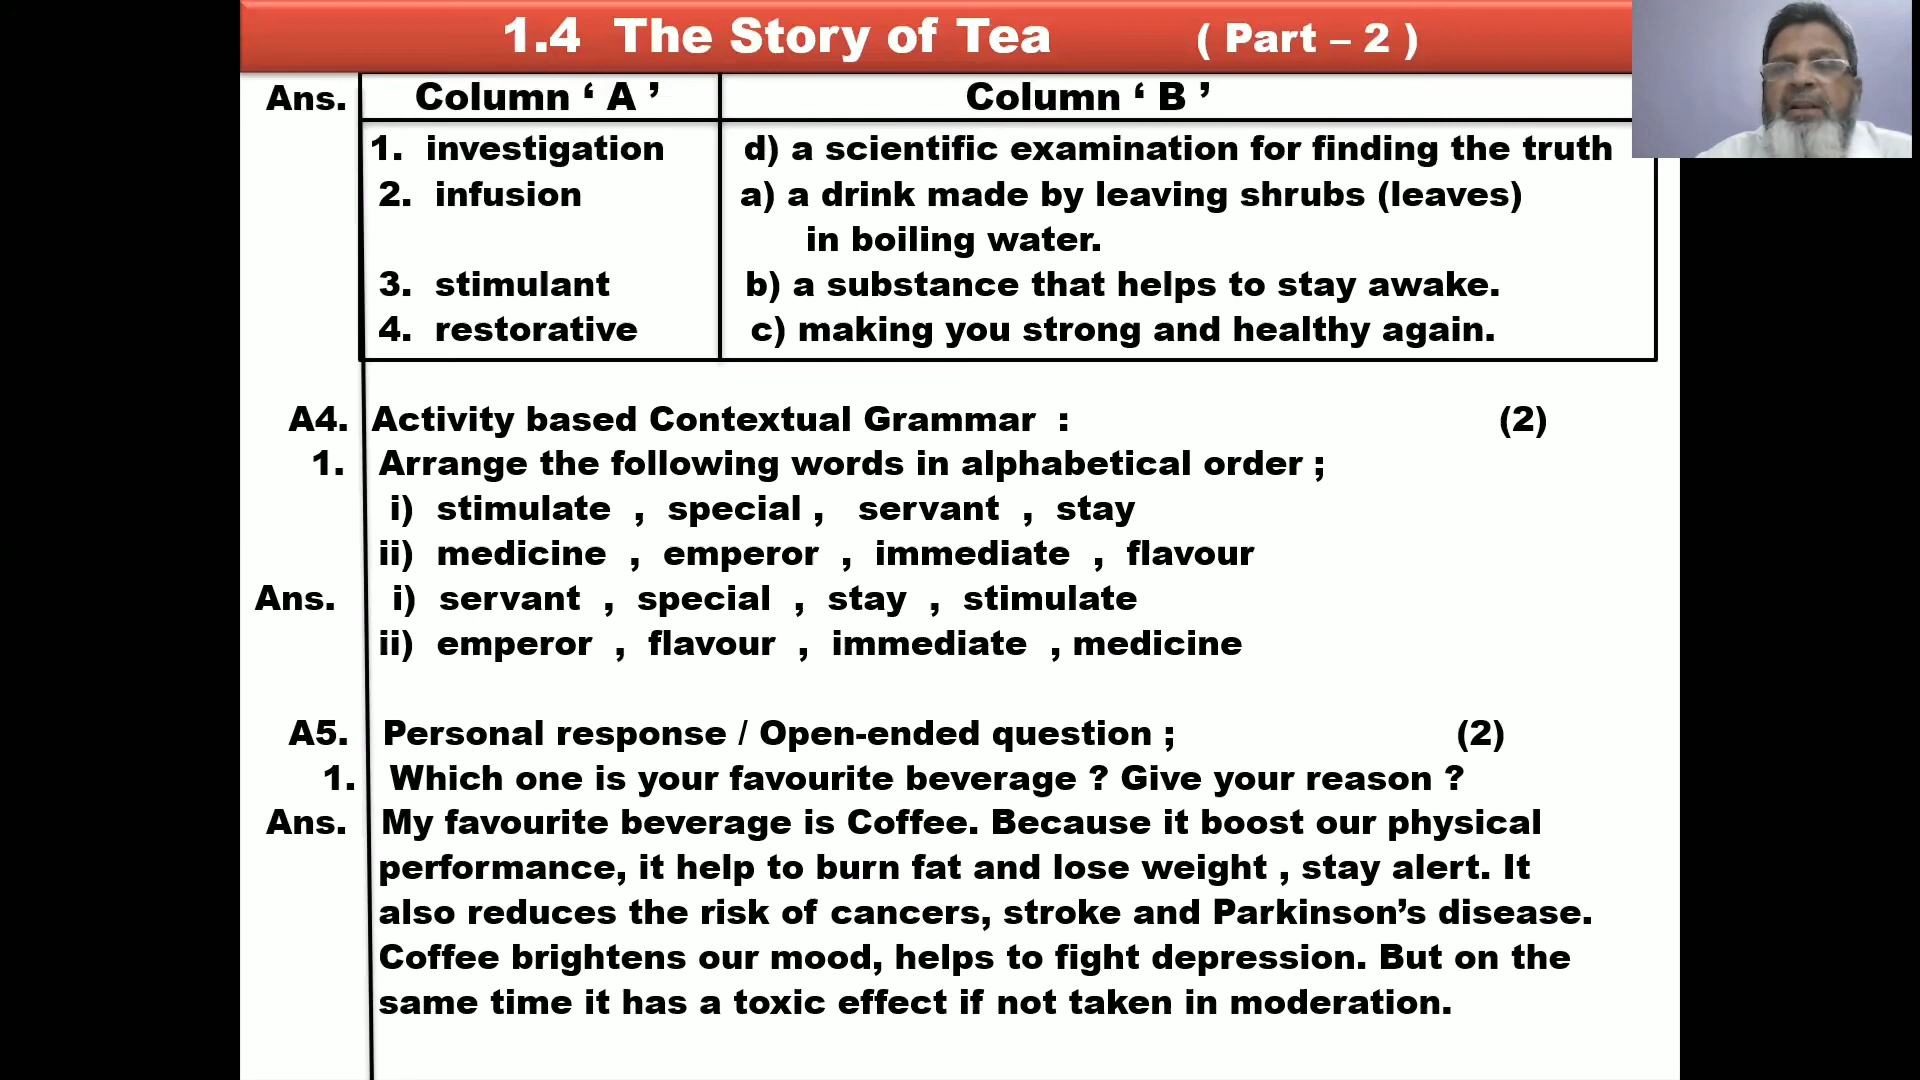 1.4 The Story of Tea ( Part – 2 )
Ans. Column ‘ A ’ Column ‘ B ’
1. investigation d) a scientific examination for finding the truth
2. infusion a) a drink made by leaving shrubs (leaves)
in boiling water.
3. stimulant b) a substance that helps to stay awake.
4. restorative c) making you strong and healthy again.
A4. Activity based Contextual Grammar : (2)
1. Arrange the following words in alphabetical order ;
i) stimulate , special , servant , stay
ii) medicine , emperor , immediate , flavour
Ans. i) servant , special , stay , stimulate
ii) emperor , flavour , immediate , medicine
A5. Personal response / Open-ended question ; (2)
1. Which one is your favourite beverage ? Give your reason ?
Ans. My favourite beverage is Coffee. Because it boost our physical
performance, it help to burn fat and lose weight , stay alert. It
also reduces the risk of cancers, stroke and Parkinson’s disease.
Coffee brightens our mood, helps to fight depression. But on the
same time it has a toxic effect if not taken in moderation.